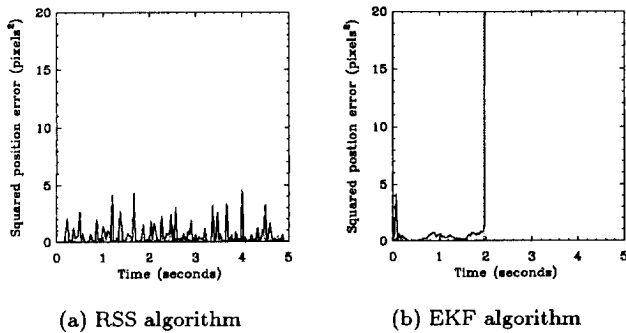 20
15
10
5
0
Squared position error (pixels²)
0 1 2 3 4 5
Time (seconds)
(a) RSS algorithm
20
15
10
5
0
Squared postion error (pixels²)
0 1 2 3 4 5
Time (seconds)
(b) EKF algorithm